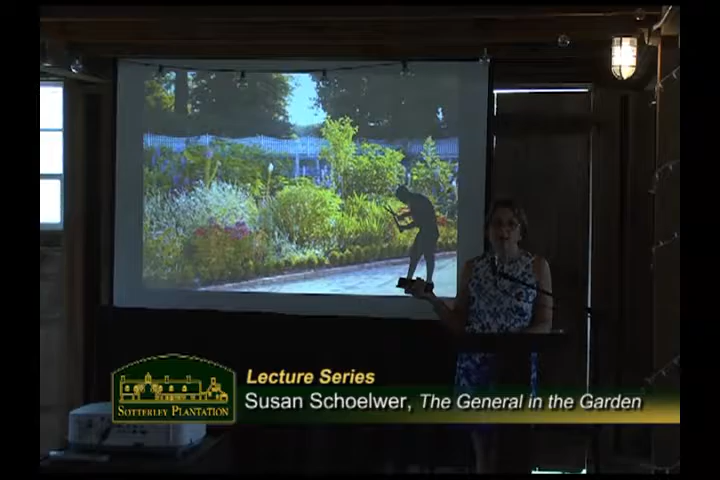 Lecture Series
SOTTERLEY PLANTATION
Susan Schoelwer, The General in the Garden